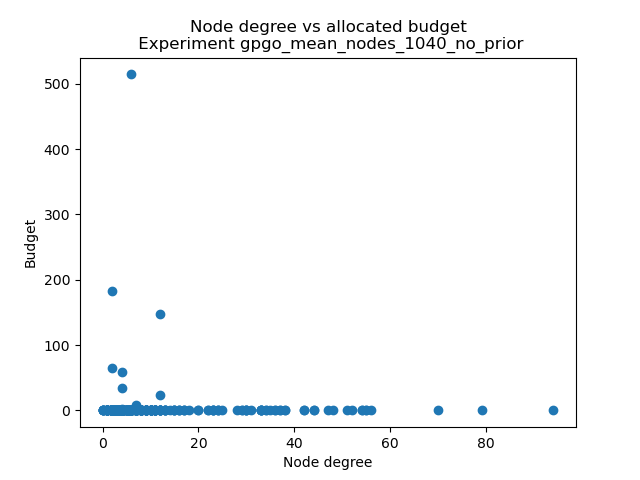 Node degree vs allocated budget
Experiment gpgo_mean_nodes_1040_no_prior
500
400
300
200
100
0
Budget
0 20 40 60 80
Node degree